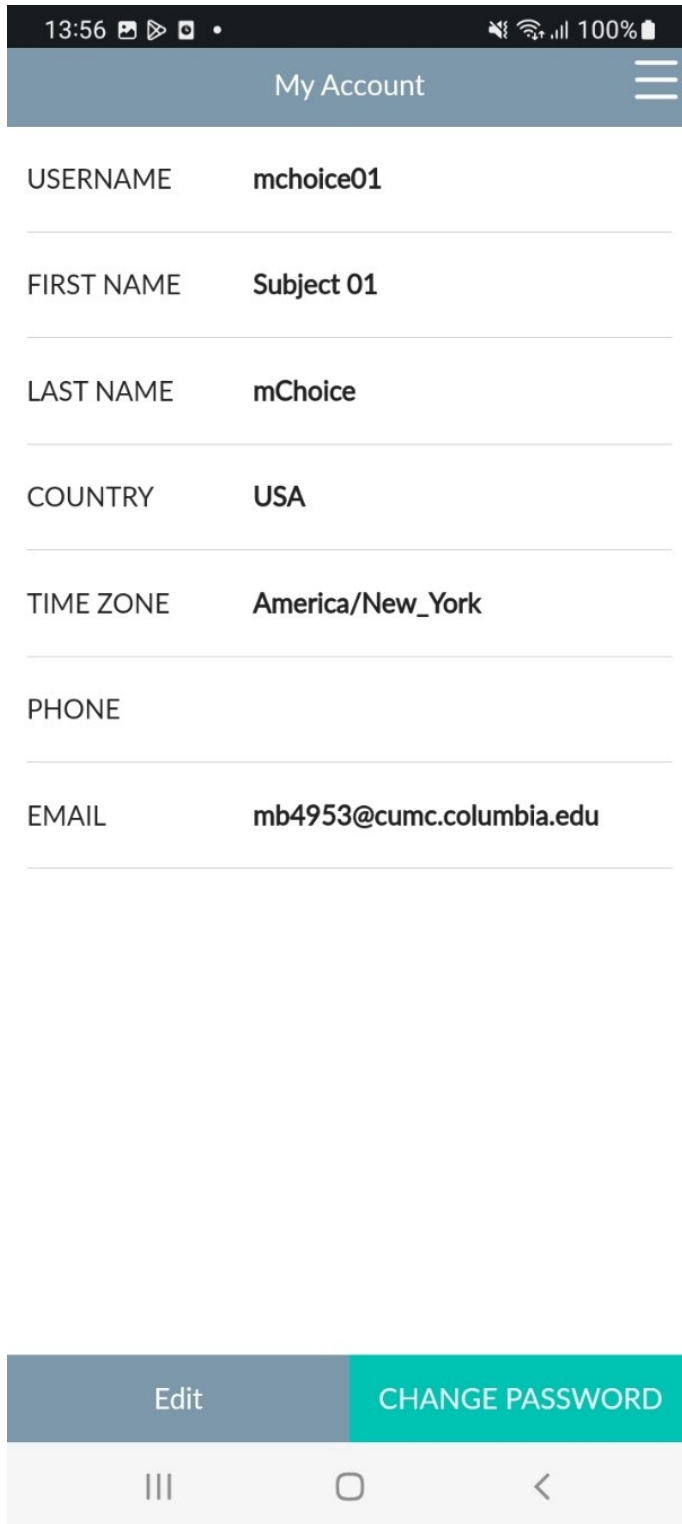 13:56 100%
My Account
USERNAME mchoice01
FIRST NAME Subject 01
LAST NAME mChoice
COUNTRY USA
TIME ZONE America/New_York
PHONE
EMAIL mb4953@cumc.columbia.edu
Edit CHANGE PASSWORD